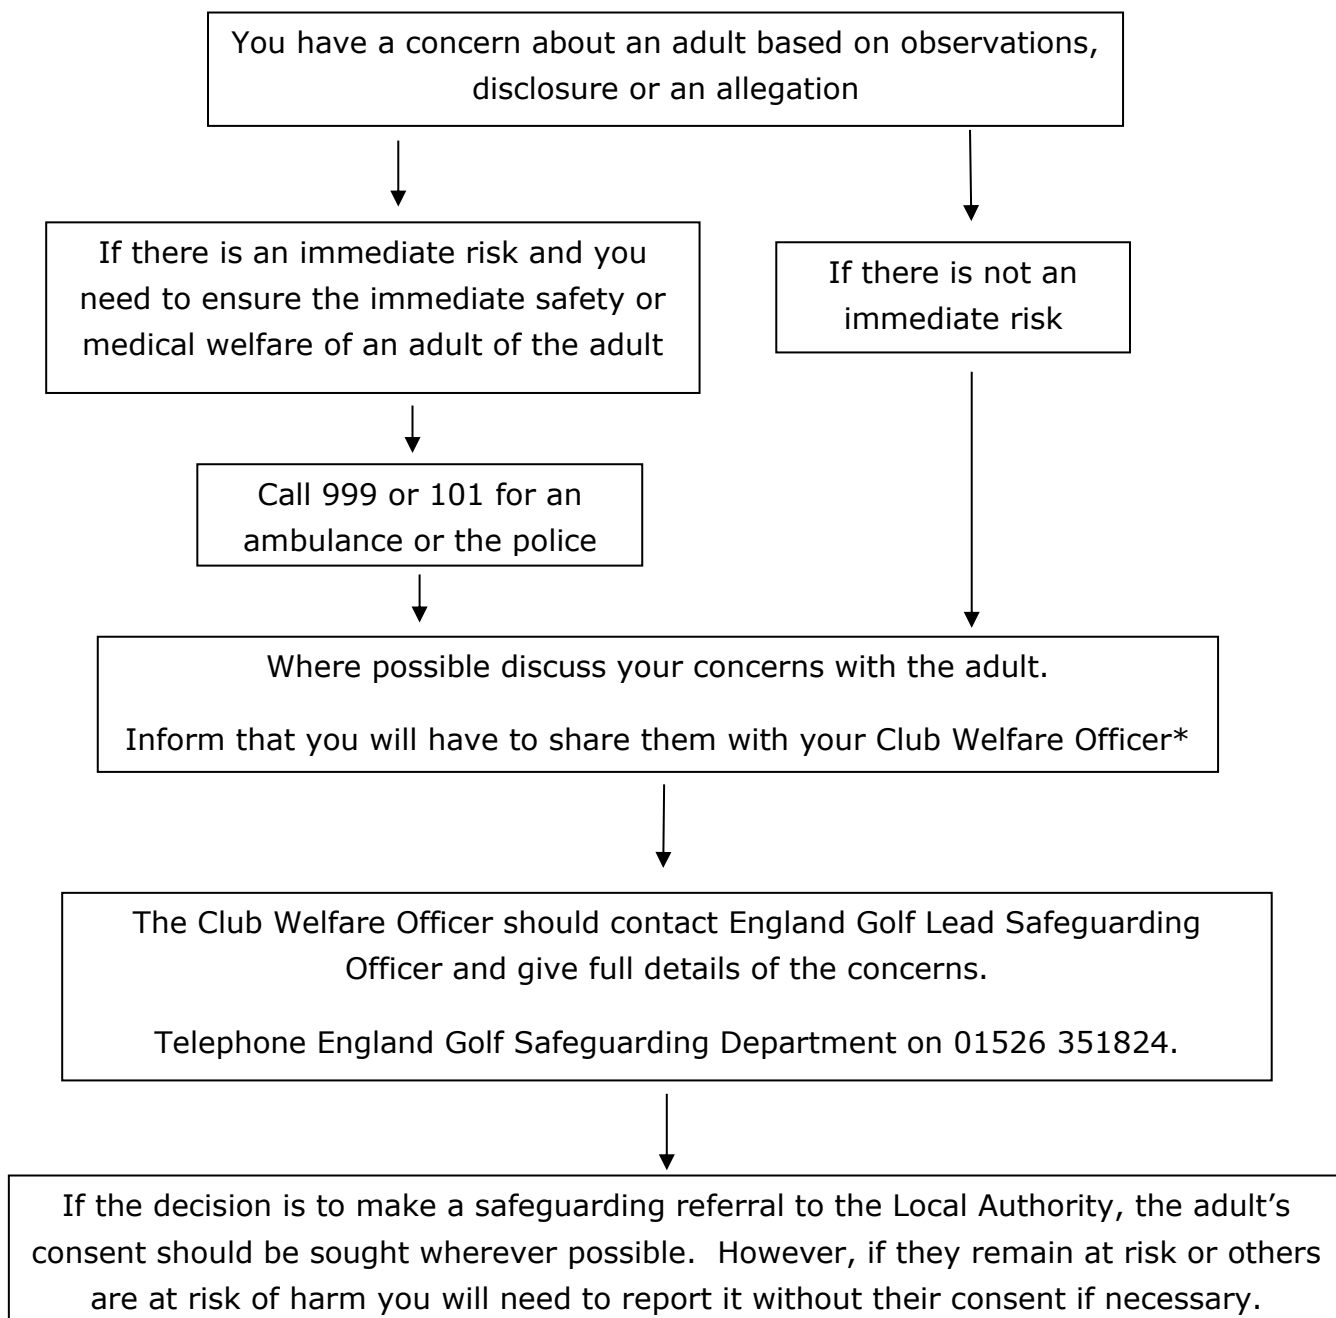 You have a concern about an adult based on observations,
disclosure or an allegation
If there is an immediate risk and you
need to ensure the immediate safety or
medical welfare of an adult of the adult
If there is not an
immediate risk
Call 999 or 101 for an
ambulance or the police
Where possible discuss your concerns with the adult.
Inform that you will have to share them with your Club Welfare Officer*
The Club Welfare Officer should contact England Golf Lead Safeguarding
Officer and give full details of the concerns.
Telephone England Golf Safeguarding Department on 01526 351824.
If the decision is to make a safeguarding referral to the Local Authority, the adult’s
consent should be sought wherever possible.  However, if they remain at risk or others
are at risk of harm you will need to report it without their consent if necessary.